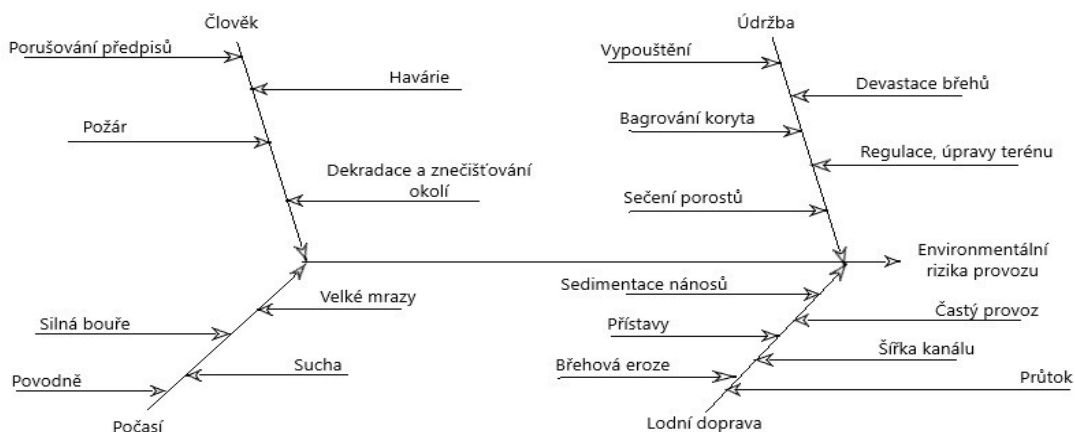 Člověk
Porušování předpisů
Havárie
Požár
Dekradace a znečišťování
okolí
Údržba
Vypouštění
Devastace břehů
Bagrování koryta
Regulace, úpravy terénu
Sečení porostů
Environmentální
rizika provozu
Velké mrazy
Silná bouře
Sucha
Povodně
Počasí
Sedimentace nánosů
Častý provoz
Přístavy
Šířka kanálu
Břehová eroze
Průtok
Lodní doprava